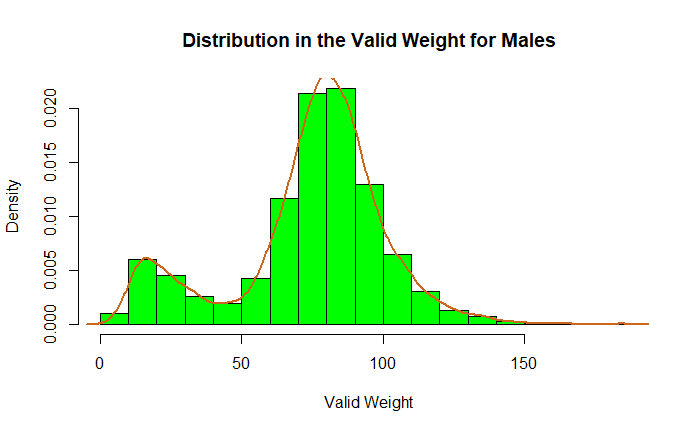 Distribution in the Valid Weight for Males
Density
0.020
0.015
0.010
0.005
0.000
0 50 100 150
Valid Weight